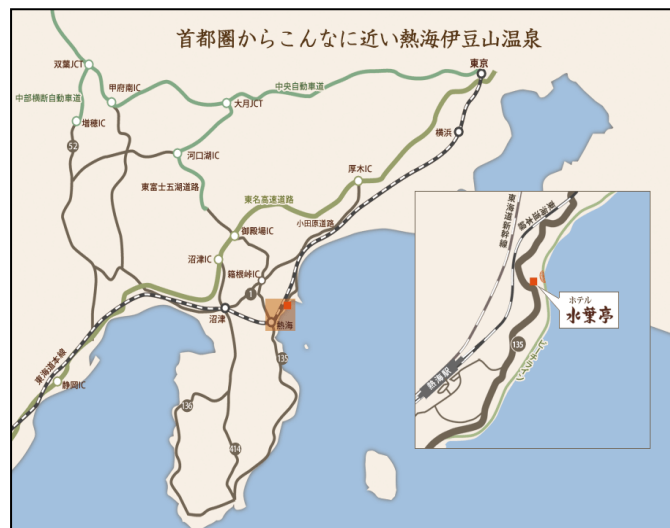 首都圏からこんなに近い熱海伊豆山温泉
双葉JCT
東京
甲府南IC
中央自動車道
中部横断自動車道
大月JCT
増穂IC
横浜
52
河口湖IC
厚木IC
東富士五湖道路
東名高速道路
小田原道路
御殿場IC
沼津IC
箱根峠IC
1
沼津
熱海
135
東海道本線
静岡IC
136
414
東海道新幹線
東海道本線
ホテル
水葉亭
135
ビーチライン
熱海駅